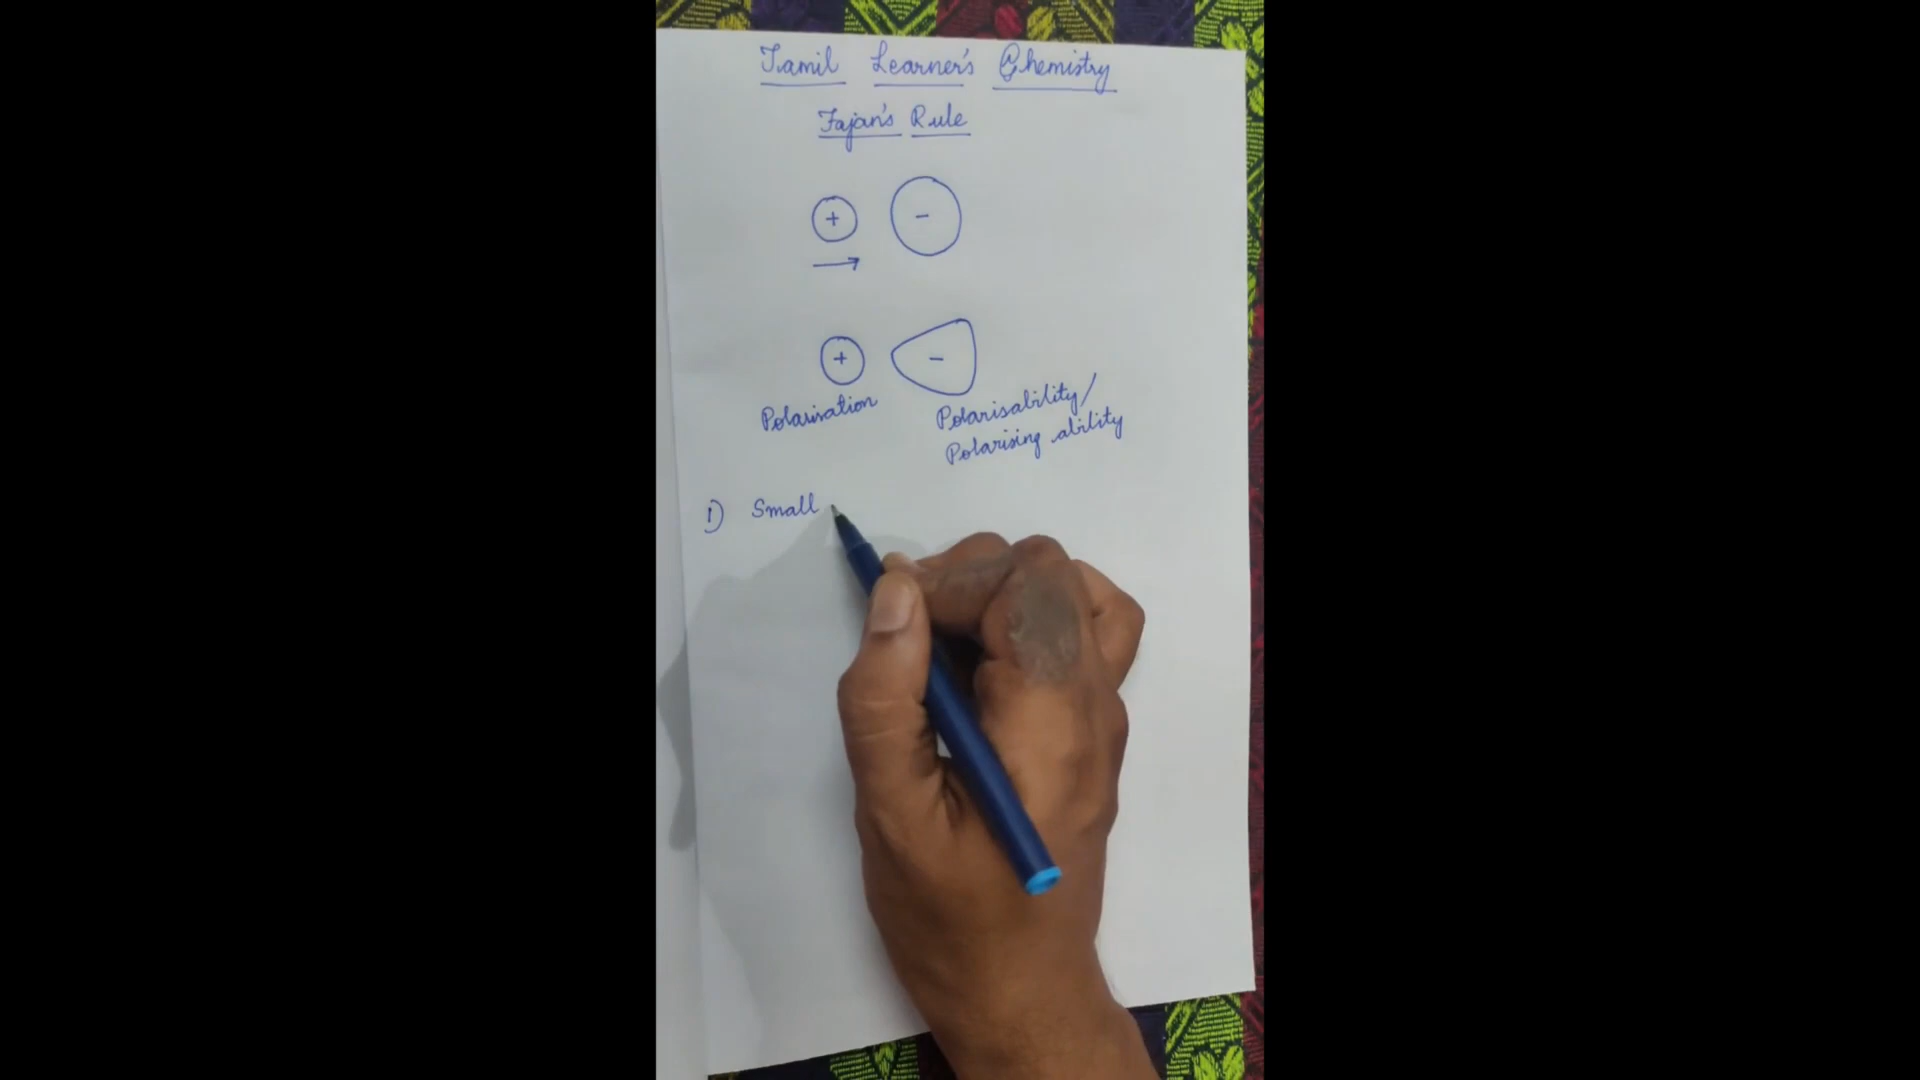 Tamil Learner's Chemistry
Fajan's Rule
+ -
+ -
Polarisation Polarisability/
Polarising ability
1) Small